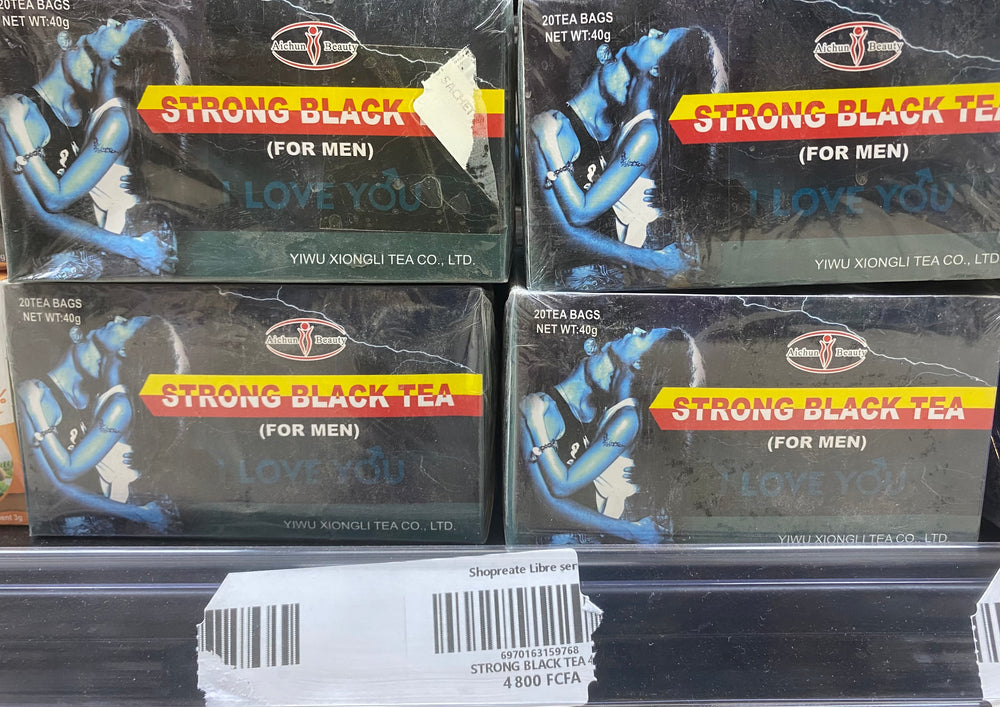 20TEA BAGS
NET WT:40g
Aichun Beauty
STRONG BLACK
SACHET
(FOR MEN)
I LOVE YOU
YIWU XIONGLI TEA CO., LTD.
20TEA BAGS
NET WT:40g
Aichun Beauty
STRONG BLACK TEA
(FOR MEN)
I LOVE YOU
YIWU XIONGLI TEA CO., LTD.
20TEA BAGS
NET WT:40g
Aichun Beauty
STRONG BLACK TEA
(FOR MEN)
I LOVE YOU
YIWU XIONGLI TEA CO., LTD.
20TEA BAGS
NET WT:40g
Aichun Beauty
STRONG BLACK TEA
(FOR MEN)
I LOVE YOU
YIWU XIONGLI TEA CO., LTD.
3g
Shopreate Libre ser
6970163159768
STRONG BLACK TEA 4
4 800 FCFA